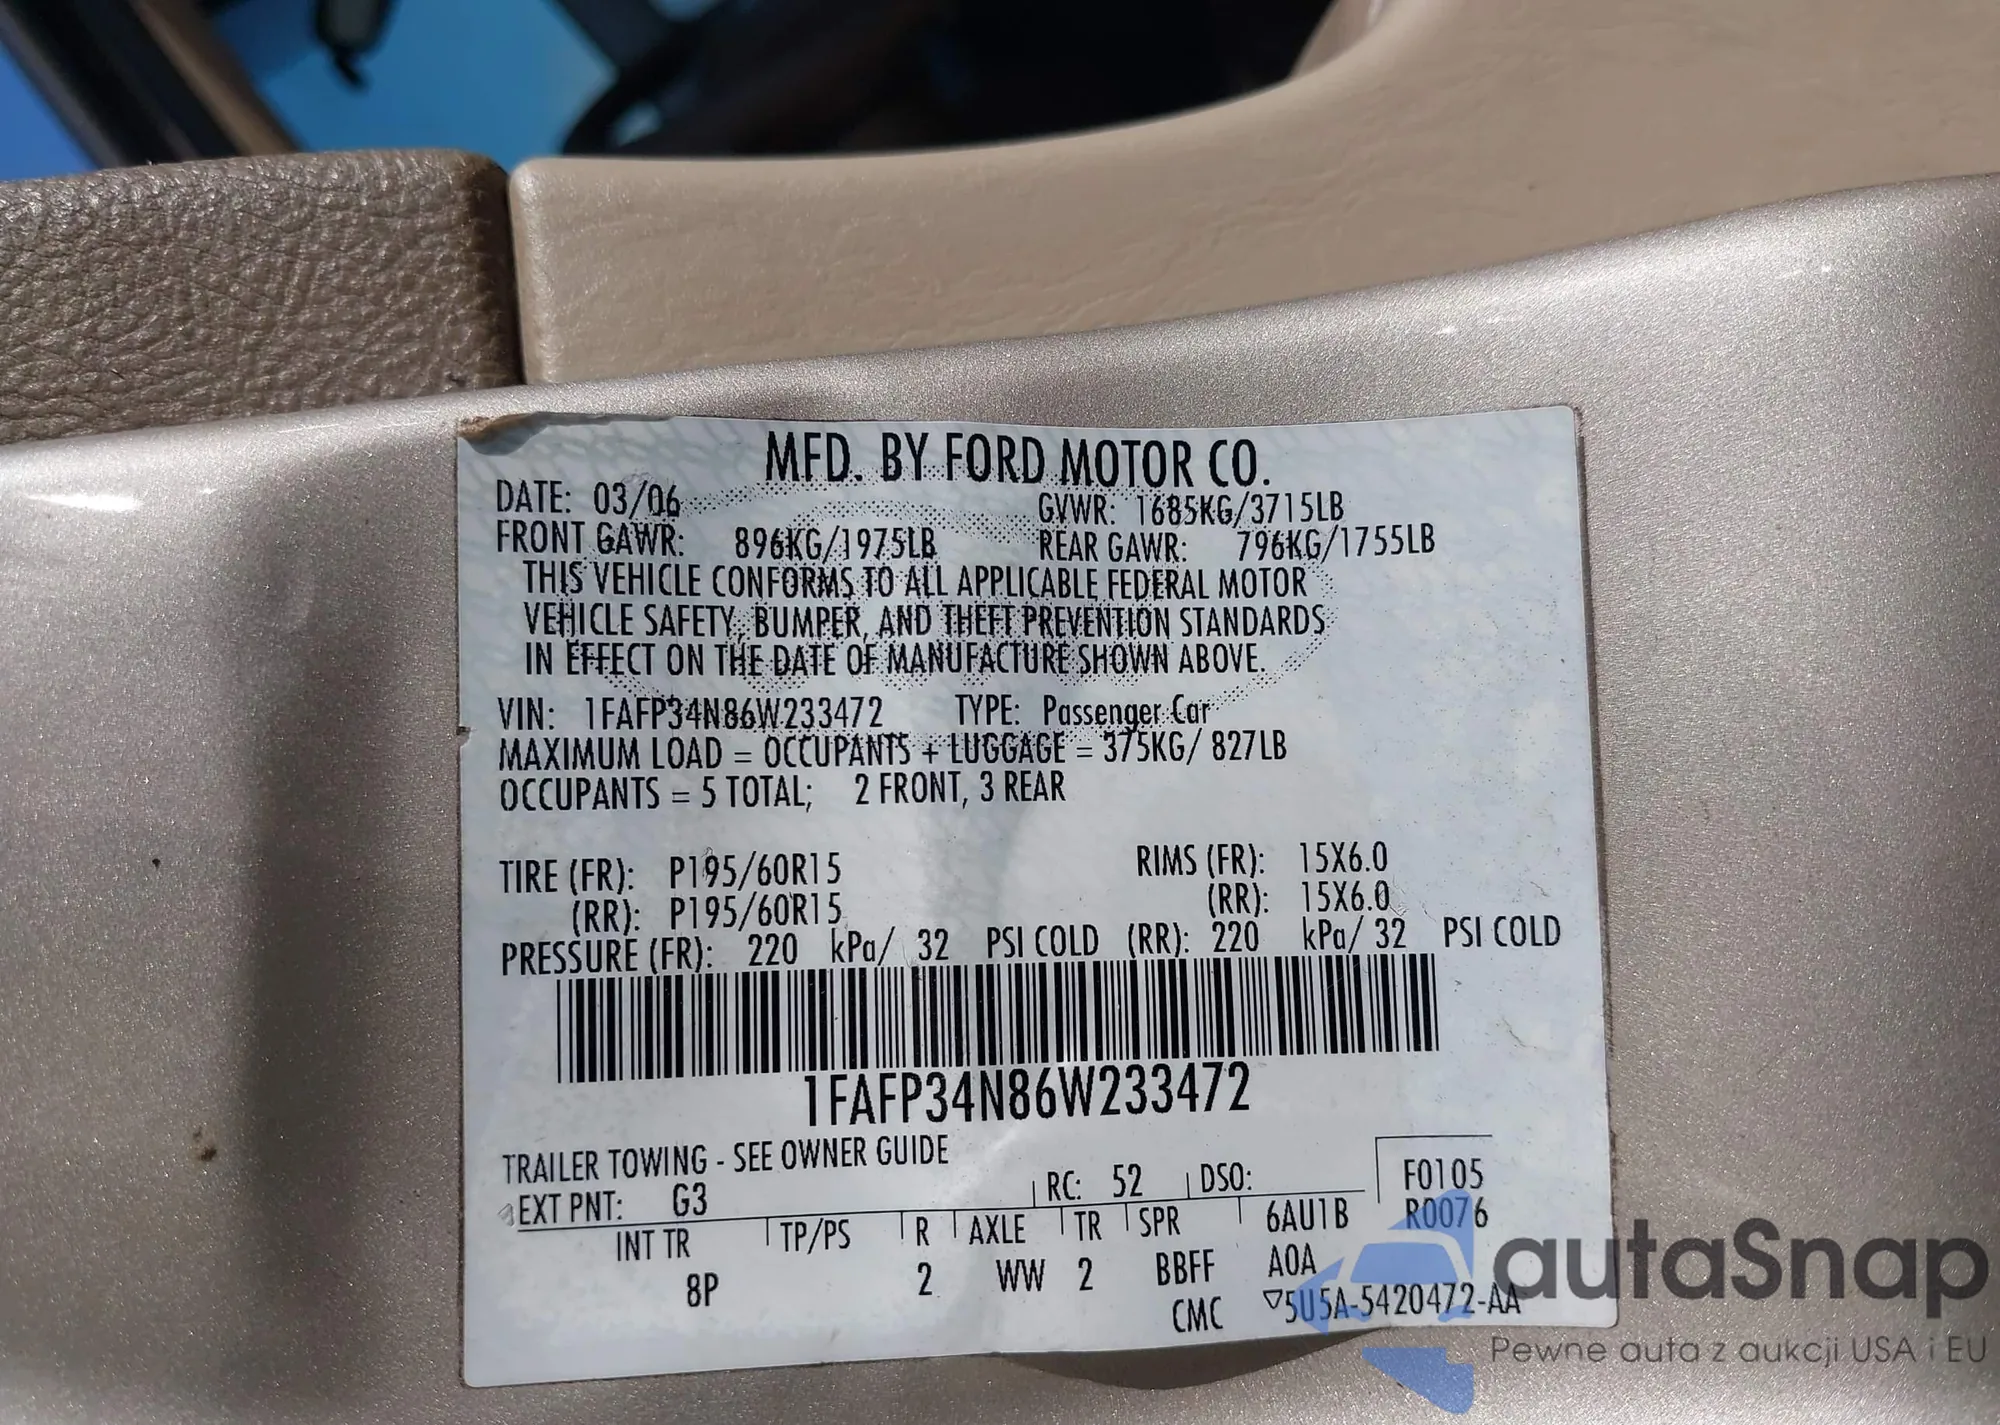 MFD. BY FORD MOTOR CO.
DATE: 03/06 GVWR: 1685KG/3715LB
FRONT GAWR: 896KG/1975LB REAR GAWR: 796KG/1755LB
THIS VEHICLE CONFORMS TO ALL APPLICABLE FEDERAL MOTOR
VEHICLE SAFETY, BUMPER, AND THEFT PREVENTION STANDARDS
IN EFFECT ON THE DATE OF MANUFACTURE SHOWN ABOVE.
VIN: 1FAFP34N86W233472 TYPE: Passenger Car
MAXIMUM LOAD = OCCUPANTS + LUGGAGE = 375KG/ 827LB
OCCUPANTS = 5 TOTAL; 2 FRONT, 3 REAR
TIRE (FR): P195/60R15 RIMS (FR): 15X6.0
(RR): P195/60R15 (RR): 15X6.0
PRESSURE (FR): 220 kPa/ 32 PSI COLD (RR): 220 kPa/ 32 PSI COLD
1FAFP34N86W233472
TRAILER TOWING - SEE OWNER GUIDE
EXT PNT: G3 RC: 52 DSO: F0105
INT TR TP/PS R AXLE TR SPR 6AU1B R0076
8P 2 WW 2 BBFF A0A
CMC ▽5U5A-5420472-AA
autaSnap
Pewne auta z aukcji USA i EU